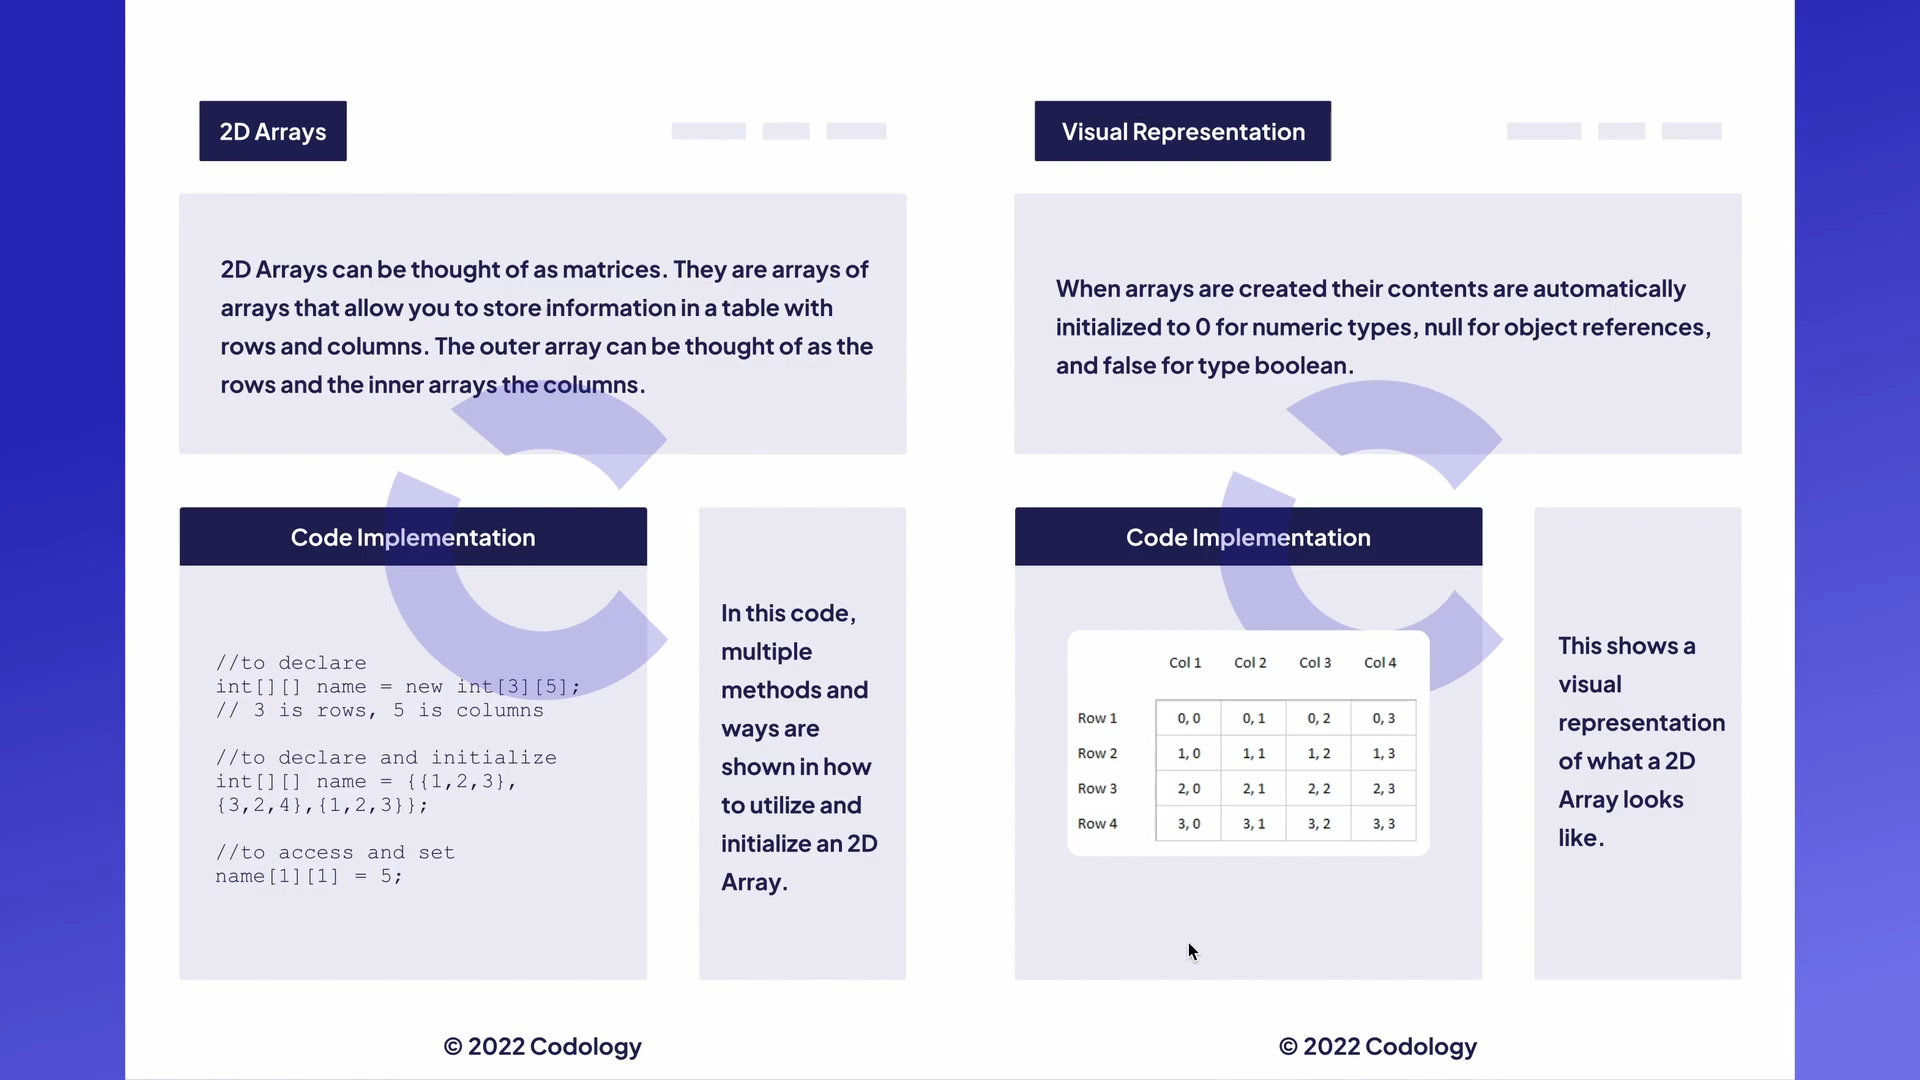 2D Arrays
2D Arrays can be thought of as matrices. They are arrays of
arrays that allow you to store information in a table with
rows and columns. The outer array can be thought of as the
rows and the inner arrays the columns.
Code Implementation
//to declare
int[][] name = new int[3][5];
// 3 is rows, 5 is columns
//to declare and initialize
int[][] name = {{1,2,3},
{3,2,4},{1,2,3}};
//to access and set
name[1][1] = 5;
In this code,
multiple
methods and
ways are
shown in how
to utilize and
initialize an 2D
Array.
© 2022 Codology
Visual Representation
When arrays are created their contents are automatically
initialized to 0 for numeric types, null for object references,
and false for type boolean.
Code Implementation
Col 1 Col 2 Col 3 Col 4
Row 1 0, 0 0, 1 0, 2 0, 3
Row 2 1, 0 1, 1 1, 2 1, 3
Row 3 2, 0 2, 1 2, 2 2, 3
Row 4 3, 0 3, 1 3, 2 3, 3
This shows a
visual
representation
of what a 2D
Array looks
like.
© 2022 Codology